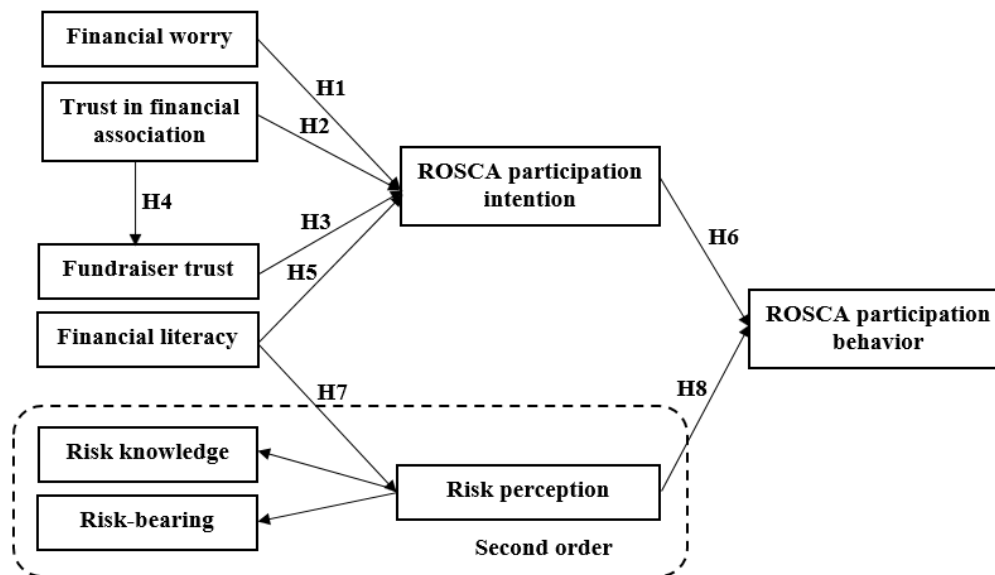 Financial worry
H1
Trust in financial
association
H2
ROSCA participation
intention
H4
H3
H6
Fundraiser trust
H5
Financial literacy
ROSCA participation
behavior
H7
H8
Risk knowledge
Risk perception
Risk-bearing
Second order